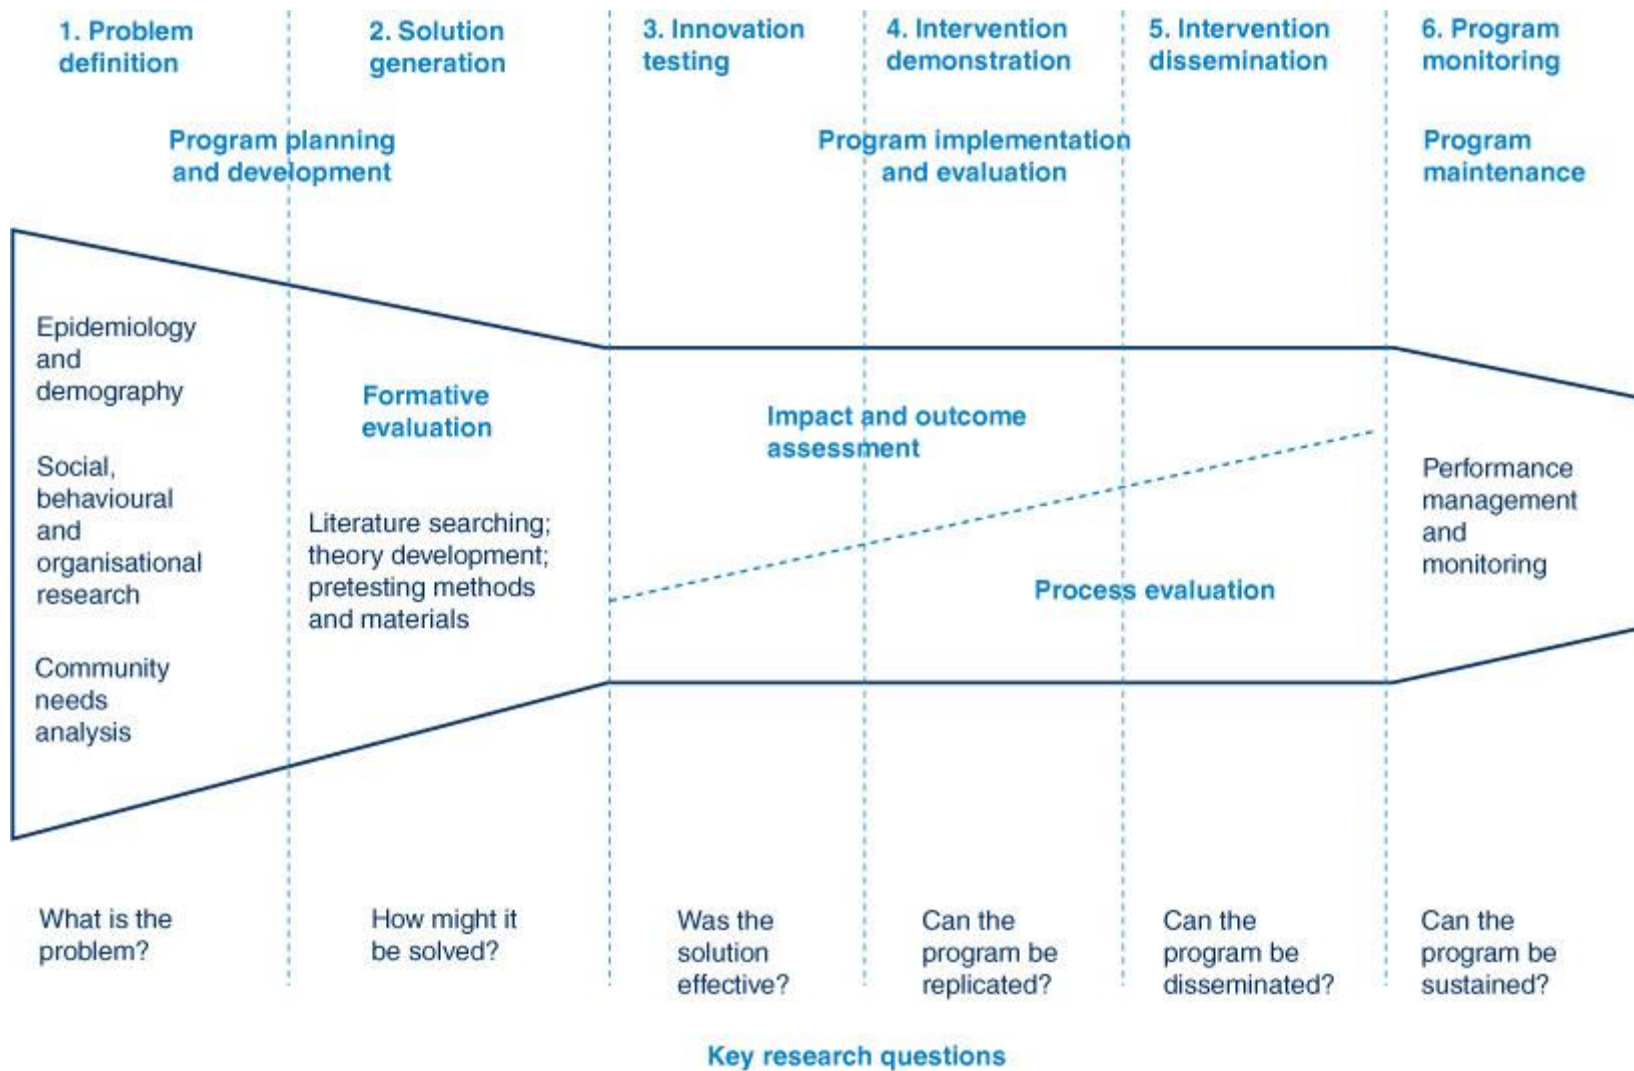 1. Problem
definition
2. Solution
generation
3. Innovation
testing
4. Intervention
demonstration
5. Intervention
dissemination
6. Program
monitoring
Program planning
and development
Program implementation
and evaluation
Program
maintenance
Epidemiology
and
demography
Social,
behavioural
and
organisational
research
Community
needs
analysis
Formative
evaluation
Literature searching;
theory development;
pretesting methods
and materials
Impact and outcome
assessment
Process evaluation
Performance
management
and
monitoring
What is the
problem?
How might it
be solved?
Was the
solution
effective?
Can the
program be
replicated?
Can the
program be
disseminated?
Can the
program be
sustained?
Key research questions